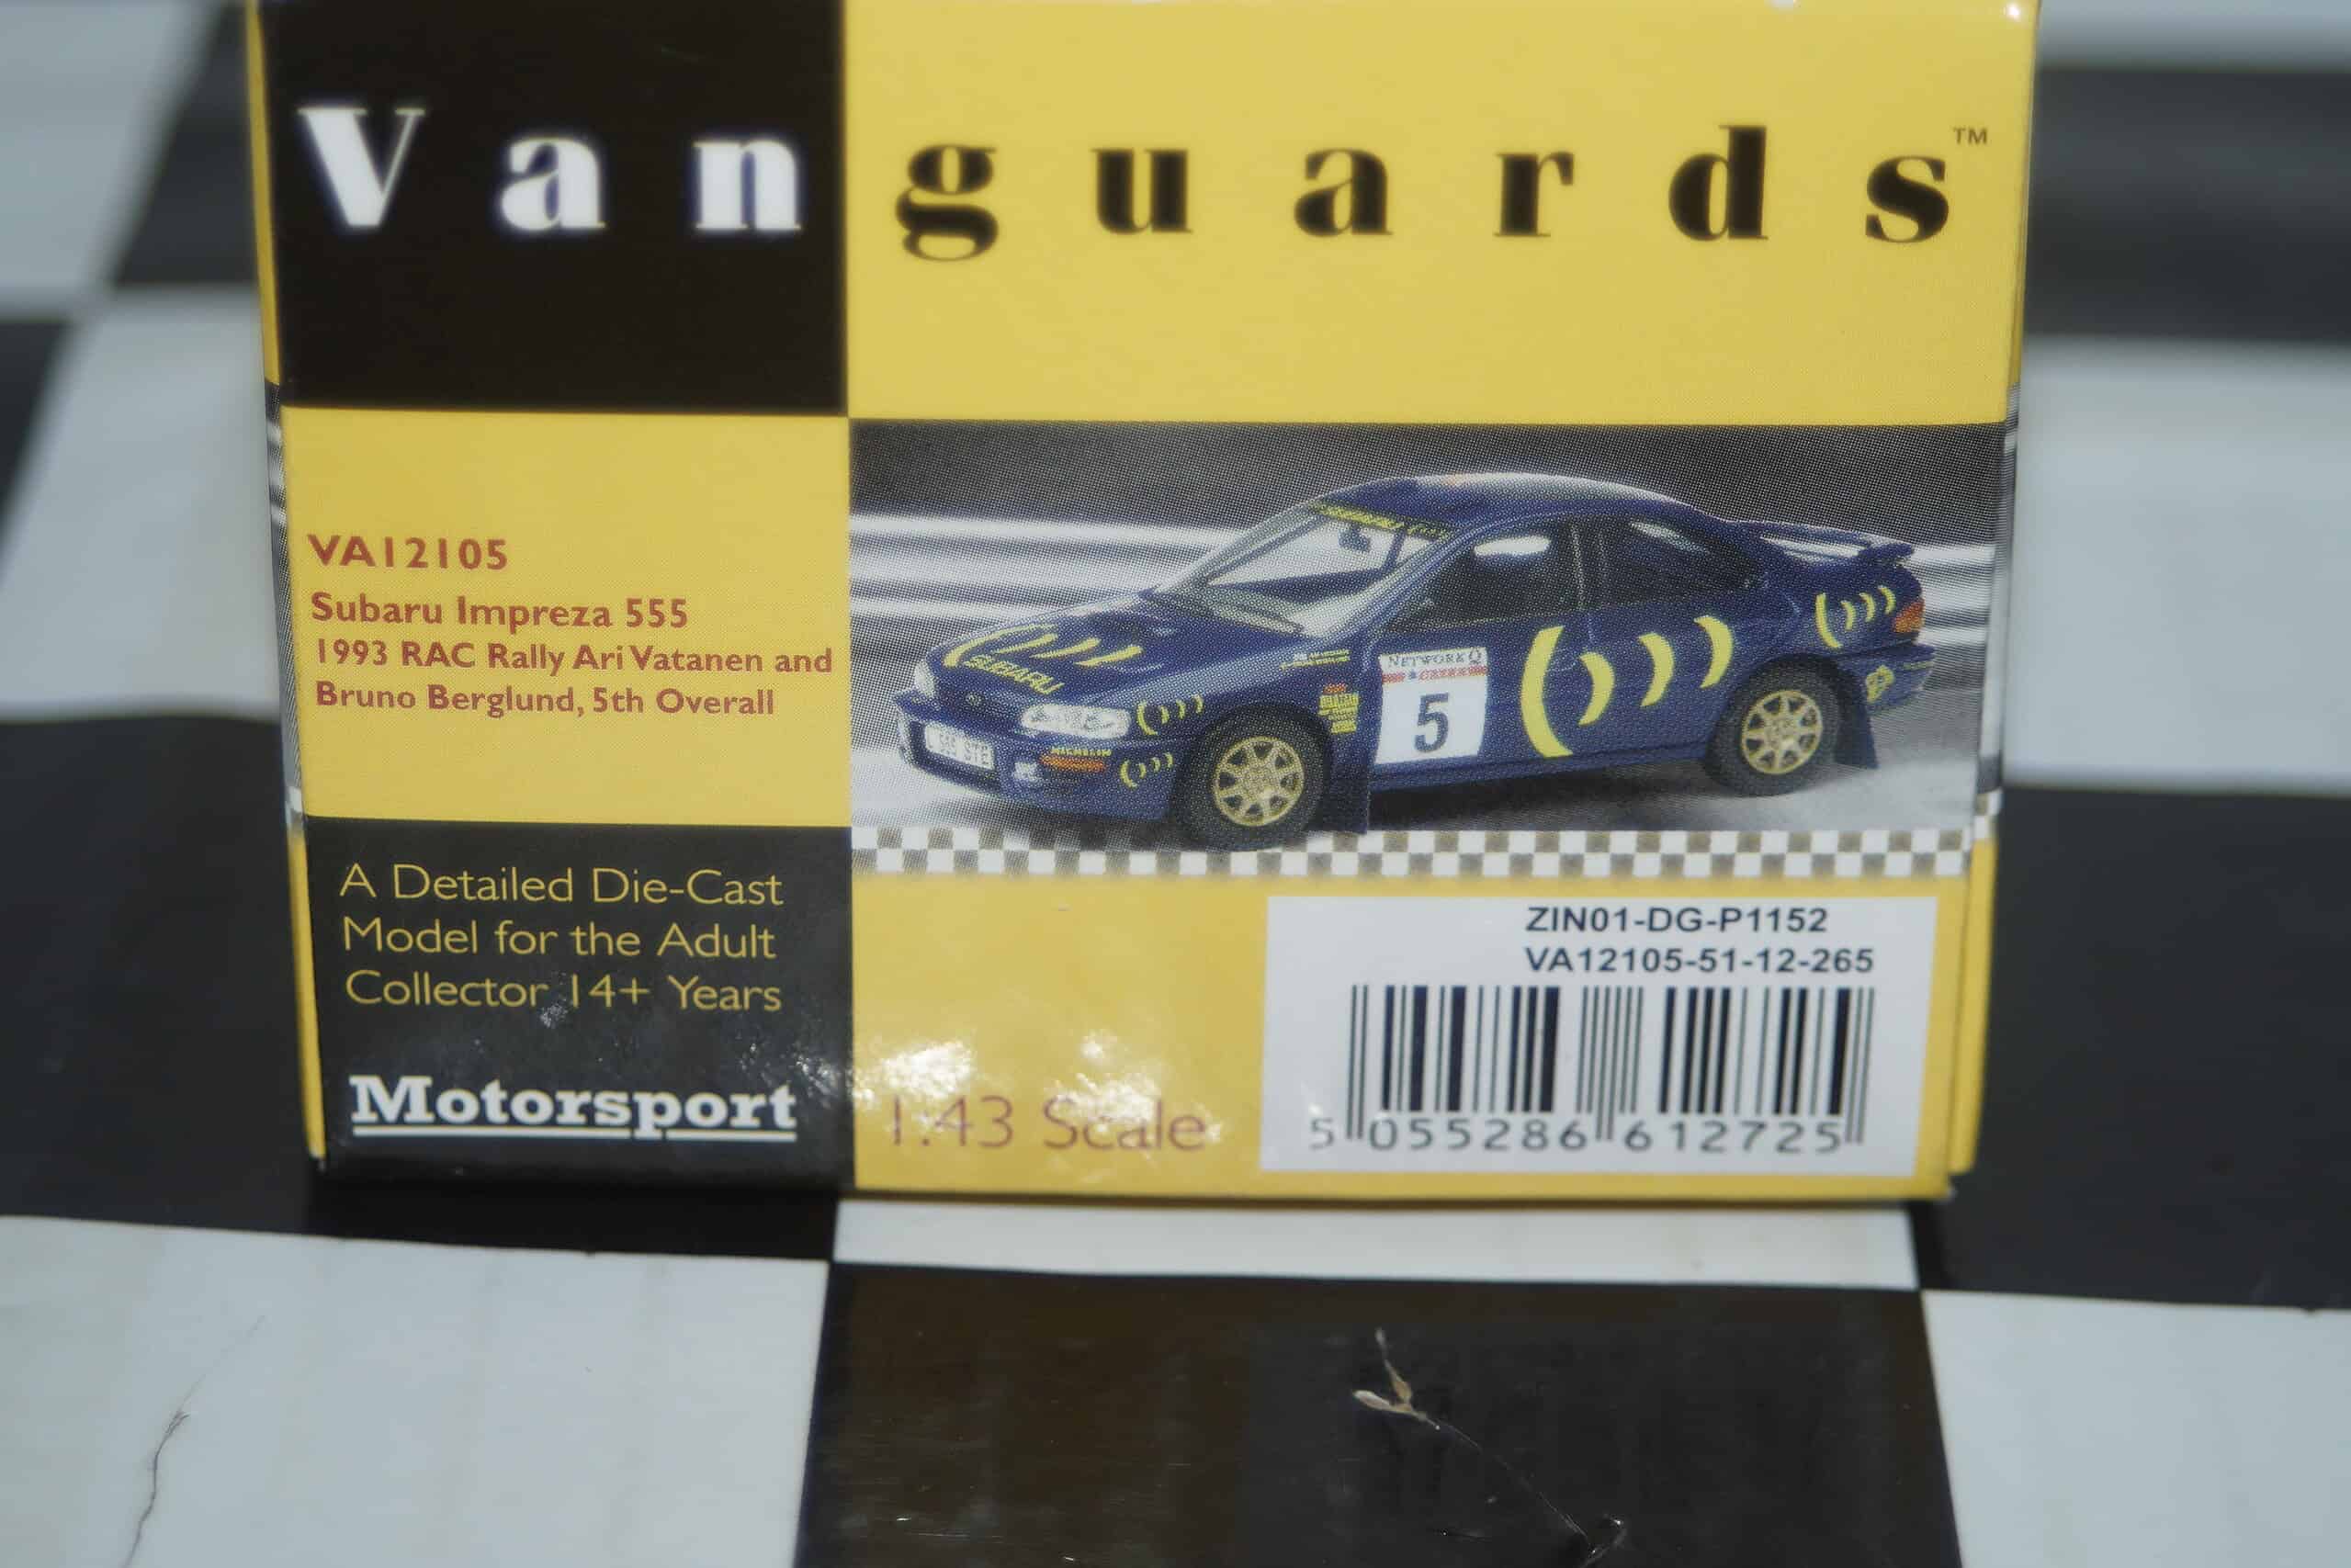 Vanguards™
VA12105
Subaru Impreza 555
1993 RAC Rally Ari Vatanen and
Bruno Berglund, 5th Overall
SUBARU
SUBARU
MICHELIN
NETWORK Q
5
A Detailed Die-Cast
Model for the Adult
Collector 14+ Years
Motorsport
1:43 Scale
ZIN01-DG-P1152
VA12105-51-12-265
5 055286 612725